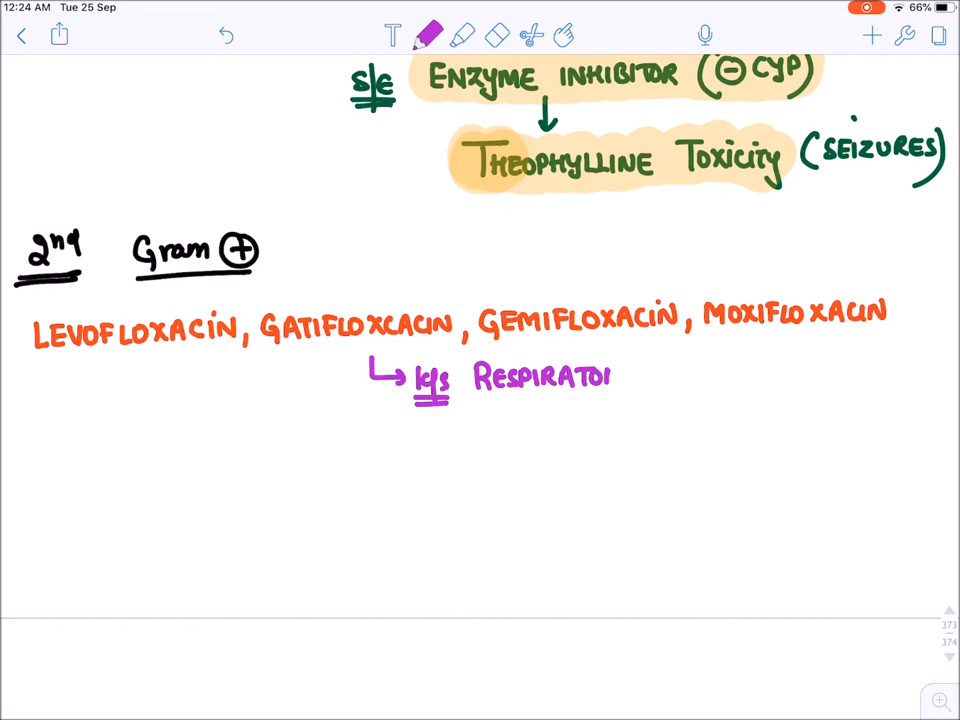 12:24 AM Tue 25 Sep 66%
T
S/E ENZYME INHIBITOR (⊖ CYP)
THEOPHYLLINE TOXICITY (SEIZURES)
2nd Gram ⊕
LEVOFLOXACIN, GATIFLOXCACIN, GEMIFLOXACIN, MOXIFLOXACIN
K/s RESPIRATOR
373
374